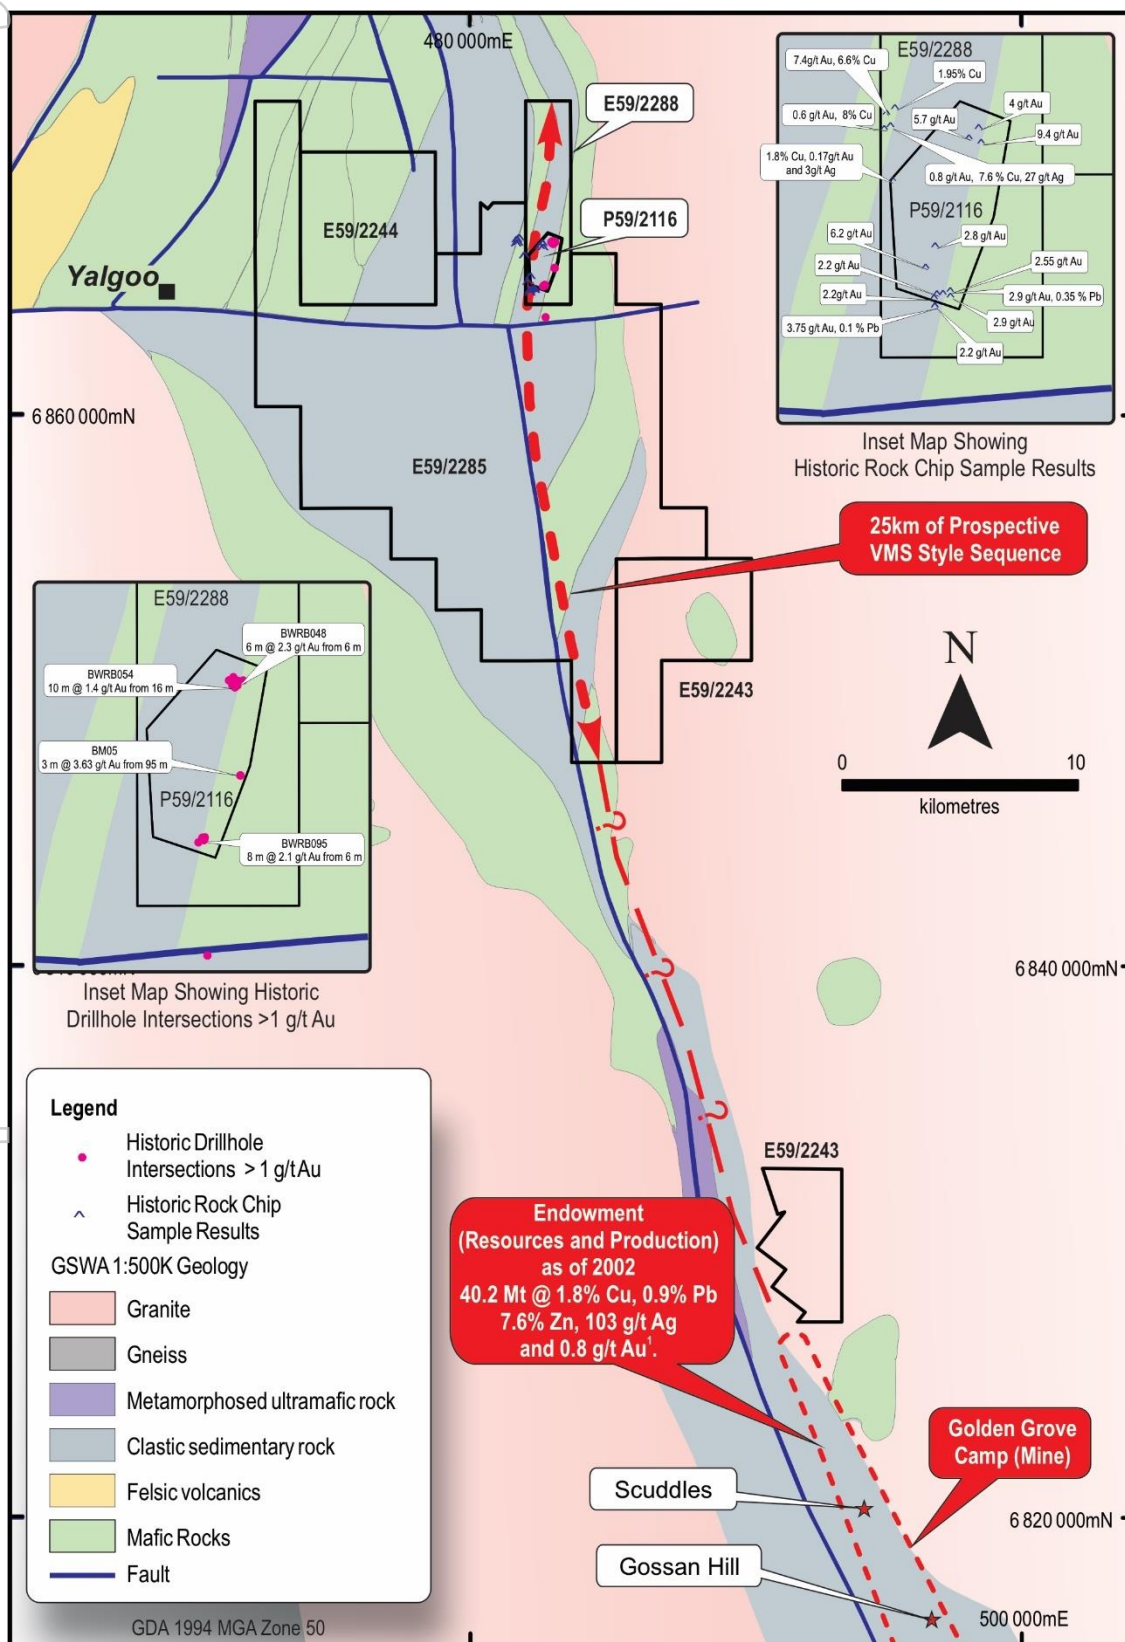 480 000mE
E59/2288
7.4g/t Au, 6.6% Cu
1.95% Cu
0.6 g/t Au, 8% Cu
5.7 g/t Au
4 g/t Au
9.4 g/t Au
1.8% Cu, 0.17g/t Au
and 3g/t Ag
0.8 g/t Au, 7.6 % Cu, 27 g/t Ag
P59/2116
6.2 g/t Au
2.8 g/t Au
2.2 g/t Au
2.55 g/t Au
2.2g/t Au
2.9 g/t Au, 0.35 % Pb
3.75 g/t Au, 0.1 % Pb
2.9 g/t Au
2.2 g/t Au
Inset Map Showing
Historic Rock Chip Sample Results
E59/2288
P59/2116
E59/2244
Yalgoo
6 860 000mN
E59/2285
25km of Prospective
VMS Style Sequence
E59/2243
N
0 10
kilometres
E59/2288
BWRB048
6 m @ 2.3 g/t Au from 6 m
BWRB054
10 m @ 1.4 g/t Au from 16 m
BM05
3 m @ 3.63 g/t Au from 95 m
P59/2116
BWRB095
8 m @ 2.1 g/t Au from 6 m
Inset Map Showing Historic
Drillhole Intersections >1 g/t Au
?
?
?
6 840 000mN
E59/2243
Endowment
(Resources and Production)
as of 2002
40.2 Mt @ 1.8% Cu, 0.9% Pb
7.6% Zn, 103 g/t Ag
and 0.8 g/t Au¹.
Golden Grove
Camp (Mine)
Scuddles
Gossan Hill
6 820 000mN
500 000mE
Legend
Historic Drillhole
Intersections > 1 g/t Au
Historic Rock Chip
Sample Results
GSWA 1:500K Geology
Granite
Gneiss
Metamorphosed ultramafic rock
Clastic sedimentary rock
Felsic volcanics
Mafic Rocks
Fault
GDA 1994 MGA Zone 50